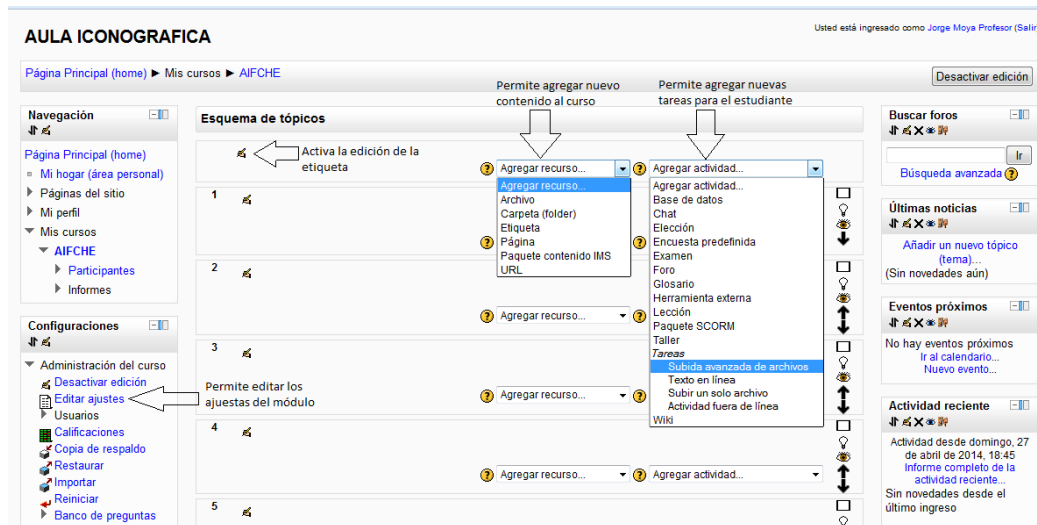 AULA ICONOGRAFICA
Usted está ingresado como Jorge Moya Profesor (Salir
Página Principal (home) ► Mis cursos ► AIFCHE
Desactivar edición
Permite agregar nuevo
contenido al curso
Permite agregar nuevas
tareas para el estudiante
Navegación
Página Principal (home)
Mi hogar (área personal)
Páginas del sitio
Mi perfil
Mis cursos
AIFCHE
Participantes
Informes
Configuraciones
Administración del curso
Desactivar edición
Editar ajustes
Usuarios
Calificaciones
Copia de respaldo
Restaurar
Importar
Reiniciar
Banco de preguntas
Esquema de tópicos
Activa la edición de la
etiqueta
Agregar recurso...
Agregar recurso...
Archivo
Carpeta (folder)
Etiqueta
Página
Paquete contenido IMS
URL
Agregar actividad...
Agregar actividad...
Base de datos
Chat
Elección
Encuesta predefinida
Examen
Foro
Glosario
Herramienta externa
Lección
Paquete SCORM
Taller
Tareas
Subida avanzada de archivos
Texto en línea
Subir un solo archivo
Actividad fuera de línea
Wiki
1
2
Agregar recurso...
3
Permite editar los
ajuestas del módulo
Agregar recurso...
4
Agregar recurso...
Agregar actividad...
5
Buscar foros
Ir
Búsqueda avanzada
Últimas noticias
Añadir un nuevo tópico
(tema)...
(Sin novedades aún)
Eventos próximos
No hay eventos próximos
Ir al calendario...
Nuevo evento...
Actividad reciente
Actividad desde domingo, 27
de abril de 2014, 18:45
Informe completo de la
actividad reciente...
Sin novedades desde el
último ingreso